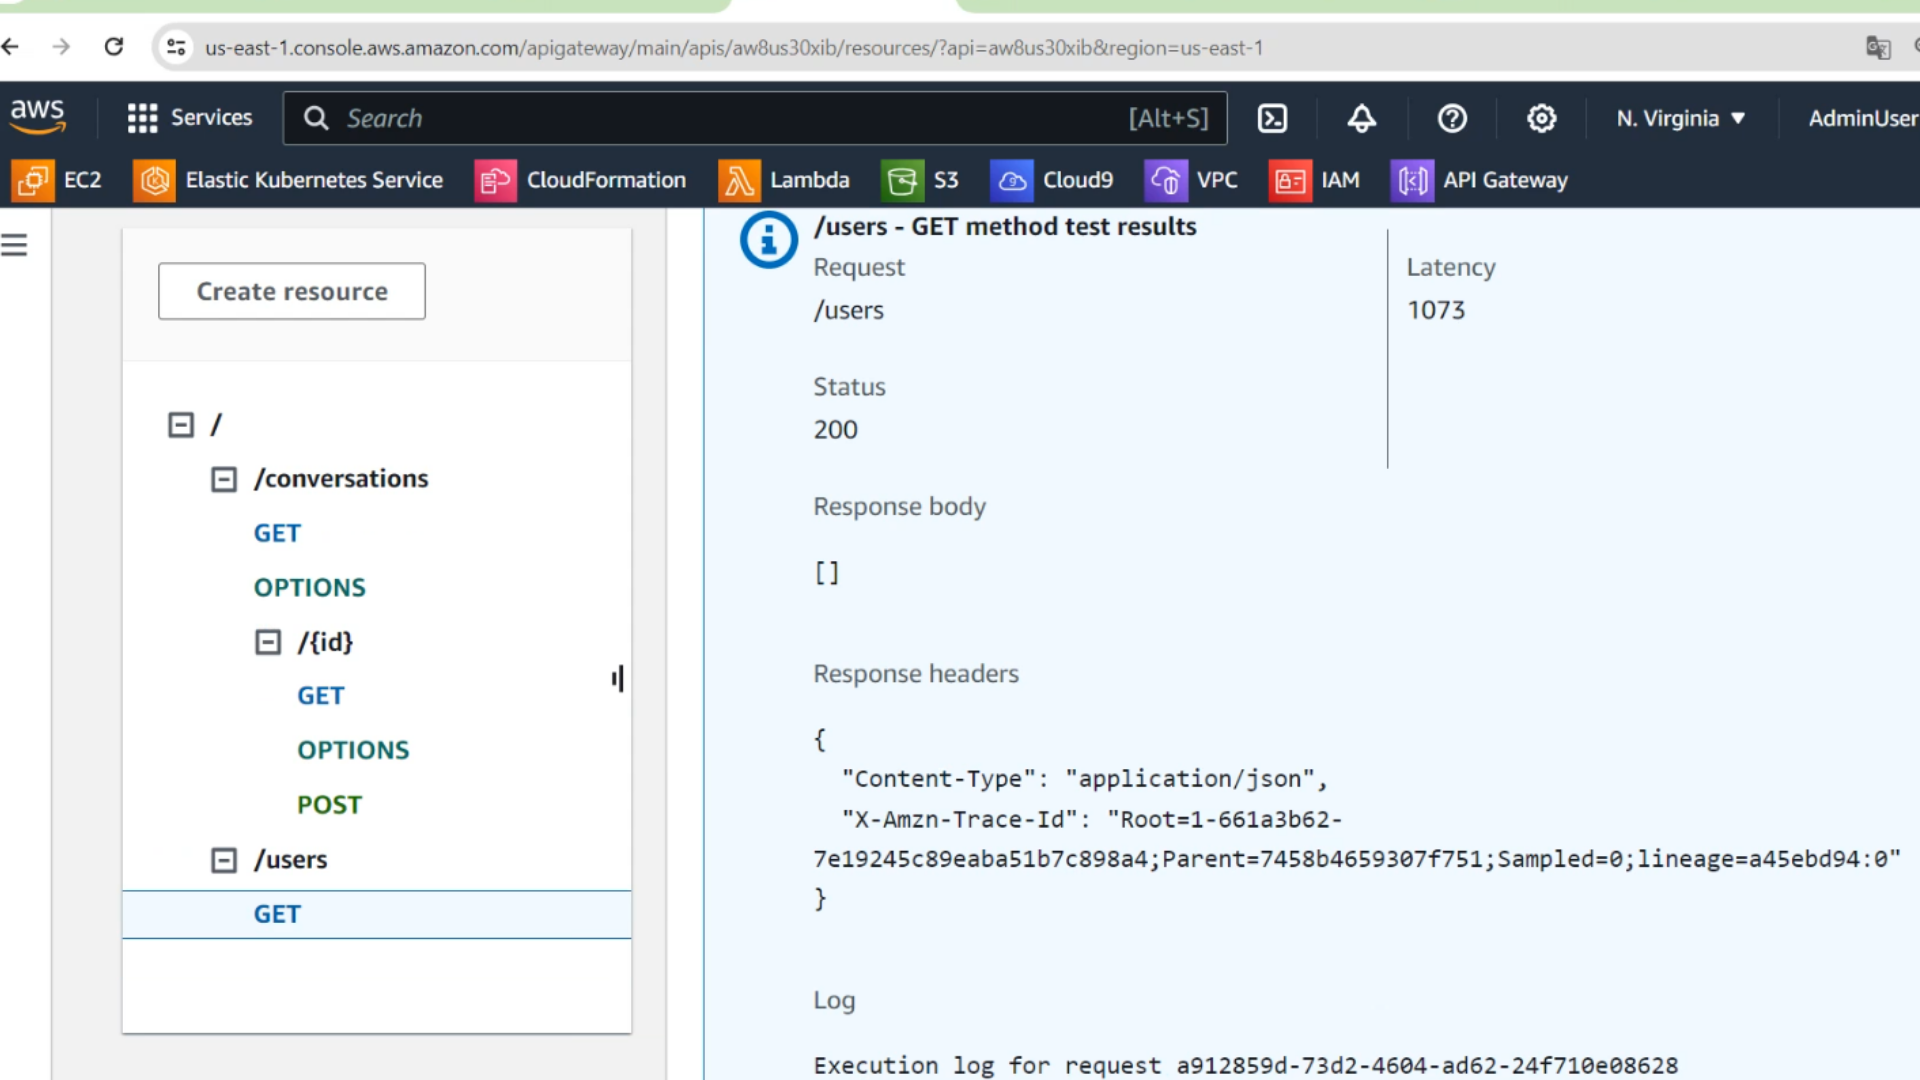 us-east-1.console.aws.amazon.com/apigateway/main/apis/aw8us30xib/resources/?api=aw8us30xib&region=us-east-1
aws
Services
Search
[Alt+S]
N. Virginia
AdminUser
EC2
Elastic Kubernetes Service
CloudFormation
Lambda
S3
Cloud9
VPC
IAM
API Gateway
Create resource
/
/conversations
GET
OPTIONS
/{id}
GET
OPTIONS
POST
/users
GET
/users - GET method test results
Request
/users
Latency
1073
Status
200
Response body
[]
Response headers
{
"Content-Type": "application/json",
"X-Amzn-Trace-Id": "Root=1-661a3b62-
7e19245c89eaba51b7c898a4;Parent=7458b4659307f751;Sampled=0;lineage=a45ebd94:0"
}
Log
Execution log for request a912859d-73d2-4604-ad62-24f710e08628